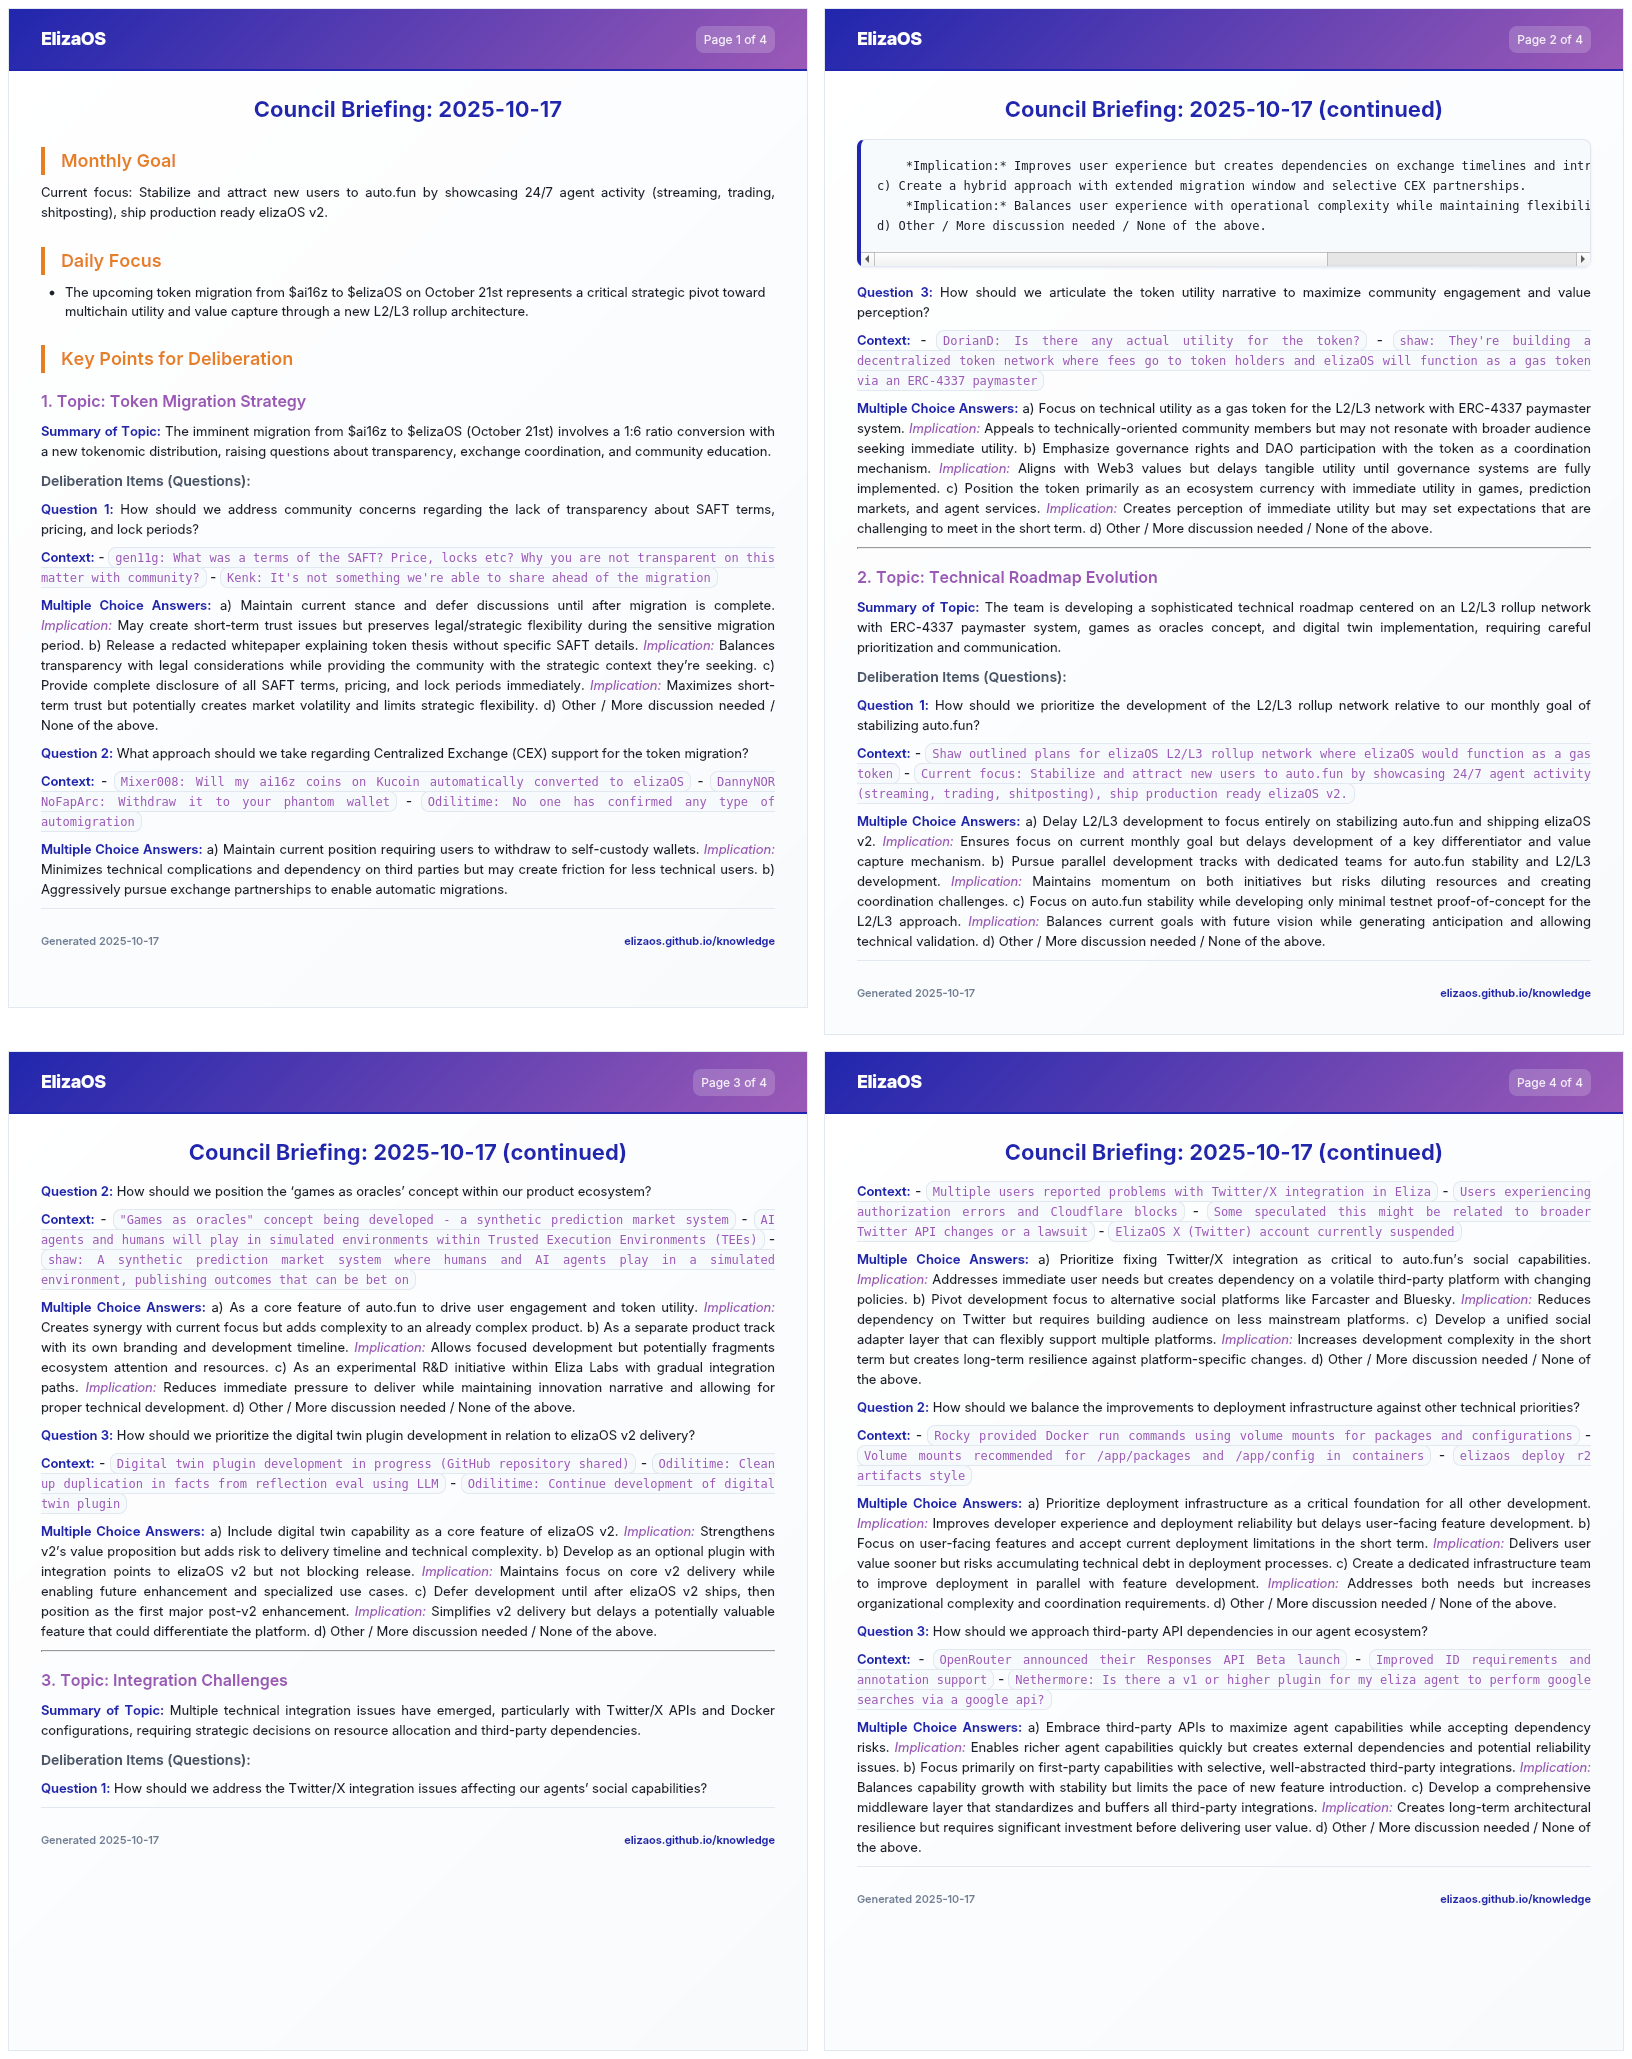 ElizaOS
Page 1 of 4
Council Briefing: 2025-10-17
Monthly Goal
Current focus: Stabilize and attract new users to auto.fun by showcasing 24/7 agent activity (streaming, trading,
shitposting), ship production ready elizaOS v2.
Daily Focus
• The upcoming token migration from $ai16z to $elizaOS on October 21st represents a critical strategic pivot toward
multichain utility and value capture through a new L2/L3 rollup architecture.
Key Points for Deliberation
1. Topic: Token Migration Strategy
Summary of Topic: The imminent migration from $ai16z to $elizaOS (October 21st) involves a 1:6 ratio conversion with
a new tokenomic distribution, raising questions about transparency, exchange coordination, and community education.
Deliberation Items (Questions):
Question 1: How should we address community concerns regarding the lack of transparency about SAFT terms,
pricing, and lock periods?
Context: - gen11g: What was a terms of the SAFT? Price, locks etc? Why you are not transparent on this
matter with community? - Kenk: It's not something we're able to share ahead of the migration
Multiple Choice Answers: a) Maintain current stance and defer discussions until after migration is complete.
Implication: May create short-term trust issues but preserves legal/strategic flexibility during the sensitive migration
period. b) Release a redacted whitepaper explaining token thesis without specific SAFT details. Implication: Balances
transparency with legal considerations while providing the community with the strategic context they’re seeking. c)
Provide complete disclosure of all SAFT terms, pricing, and lock periods immediately. Implication: Maximizes short-
term trust but potentially creates market volatility and limits strategic flexibility. d) Other / More discussion needed /
None of the above.
Question 2: What approach should we take regarding Centralized Exchange (CEX) support for the token migration?
Context: - Mixer008: Will my ai16z coins on Kucoin automatically converted to elizaOS - DannyNOR
NoFapArc: Withdraw it to your phantom wallet - Odilitime: No one has confirmed any type of
automigration
Multiple Choice Answers: a) Maintain current position requiring users to withdraw to self-custody wallets. Implication:
Minimizes technical complications and dependency on third parties but may create friction for less technical users. b)
Aggressively pursue exchange partnerships to enable automatic migrations.
Generated 2025-10-17
elizaos.github.io/knowledge
ElizaOS
Page 2 of 4
Council Briefing: 2025-10-17 (continued)
*Implication:* Improves user experience but creates dependencies on exchange timelines and intr
c) Create a hybrid approach with extended migration window and selective CEX partnerships.
*Implication:* Balances user experience with operational complexity while maintaining flexibili
d) Other / More discussion needed / None of the above.
Question 3: How should we articulate the token utility narrative to maximize community engagement and value
perception?
Context: - DorianD: Is there any actual utility for the token? - shaw: They're building a
decentralized token network where fees go to token holders and elizaOS will function as a gas token
via an ERC-4337 paymaster
Multiple Choice Answers: a) Focus on technical utility as a gas token for the L2/L3 network with ERC-4337 paymaster
system. Implication: Appeals to technically-oriented community members but may not resonate with broader audience
seeking immediate utility. b) Emphasize governance rights and DAO participation with the token as a coordination
mechanism. Implication: Aligns with Web3 values but delays tangible utility until governance systems are fully
implemented. c) Position the token primarily as an ecosystem currency with immediate utility in games, prediction
markets, and agent services. Implication: Creates perception of immediate utility but may set expectations that are
challenging to meet in the short term. d) Other / More discussion needed / None of the above.
2. Topic: Technical Roadmap Evolution
Summary of Topic: The team is developing a sophisticated technical roadmap centered on an L2/L3 rollup network
with ERC-4337 paymaster system, games as oracles concept, and digital twin implementation, requiring careful
prioritization and communication.
Deliberation Items (Questions):
Question 1: How should we prioritize the development of the L2/L3 rollup network relative to our monthly goal of
stabilizing auto.fun?
Context: - Shaw outlined plans for elizaOS L2/L3 rollup network where elizaOS would function as a gas
token - Current focus: Stabilize and attract new users to auto.fun by showcasing 24/7 agent activity
(streaming, trading, shitposting), ship production ready elizaOS v2.
Multiple Choice Answers: a) Delay L2/L3 development to focus entirely on stabilizing auto.fun and shipping elizaOS
v2. Implication: Ensures focus on current monthly goal but delays development of a key differentiator and value
capture mechanism. b) Pursue parallel development tracks with dedicated teams for auto.fun stability and L2/L3
development. Implication: Maintains momentum on both initiatives but risks diluting resources and creating
coordination challenges. c) Focus on auto.fun stability while developing only minimal testnet proof-of-concept for the
L2/L3 approach. Implication: Balances current goals with future vision while generating anticipation and allowing
technical validation. d) Other / More discussion needed / None of the above.
Generated 2025-10-17
elizaos.github.io/knowledge
ElizaOS
Page 3 of 4
Council Briefing: 2025-10-17 (continued)
Question 2: How should we position the ‘games as oracles’ concept within our product ecosystem?
Context: - "Games as oracles" concept being developed - a synthetic prediction market system - AI
agents and humans will play in simulated environments within Trusted Execution Environments (TEEs) -
shaw: A synthetic prediction market system where humans and AI agents play in a simulated
environment, publishing outcomes that can be bet on
Multiple Choice Answers: a) As a core feature of auto.fun to drive user engagement and token utility. Implication:
Creates synergy with current focus but adds complexity to an already complex product. b) As a separate product track
with its own branding and development timeline. Implication: Allows focused development but potentially fragments
ecosystem attention and resources. c) As an experimental R&D initiative within Eliza Labs with gradual integration
paths. Implication: Reduces immediate pressure to deliver while maintaining innovation narrative and allowing for
proper technical development. d) Other / More discussion needed / None of the above.
Question 3: How should we prioritize the digital twin plugin development in relation to elizaOS v2 delivery?
Context: - Digital twin plugin development in progress (GitHub repository shared) - Odilitime: Clean
up duplication in facts from reflection eval using LLM - Odilitime: Continue development of digital
twin plugin
Multiple Choice Answers: a) Include digital twin capability as a core feature of elizaOS v2. Implication: Strengthens
v2’s value proposition but adds risk to delivery timeline and technical complexity. b) Develop as an optional plugin with
integration points to elizaOS v2 but not blocking release. Implication: Maintains focus on core v2 delivery while
enabling future enhancement and specialized use cases. c) Defer development until after elizaOS v2 ships, then
position as the first major post-v2 enhancement. Implication: Simplifies v2 delivery but delays a potentially valuable
feature that could differentiate the platform. d) Other / More discussion needed / None of the above.
3. Topic: Integration Challenges
Summary of Topic: Multiple technical integration issues have emerged, particularly with Twitter/X APIs and Docker
configurations, requiring strategic decisions on resource allocation and third-party dependencies.
Deliberation Items (Questions):
Question 1: How should we address the Twitter/X integration issues affecting our agents’ social capabilities?
Generated 2025-10-17
elizaos.github.io/knowledge
ElizaOS
Page 4 of 4
Council Briefing: 2025-10-17 (continued)
Context: - Multiple users reported problems with Twitter/X integration in Eliza - Users experiencing
authorization errors and Cloudflare blocks - Some speculated this might be related to broader
Twitter API changes or a lawsuit - ElizaOS X (Twitter) account currently suspended
Multiple Choice Answers: a) Prioritize fixing Twitter/X integration as critical to auto.fun’s social capabilities.
Implication: Addresses immediate user needs but creates dependency on a volatile third-party platform with changing
policies. b) Pivot development focus to alternative social platforms like Farcaster and Bluesky. Implication: Reduces
dependency on Twitter but requires building audience on less mainstream platforms. c) Develop a unified social
adapter layer that can flexibly support multiple platforms. Implication: Increases development complexity in the short
term but creates long-term resilience against platform-specific changes. d) Other / More discussion needed / None of
the above.
Question 2: How should we balance the improvements to deployment infrastructure against other technical priorities?
Context: - Rocky provided Docker run commands using volume mounts for packages and configurations -
Volume mounts recommended for /app/packages and /app/config in containers - elizaos deploy r2
artifacts style
Multiple Choice Answers: a) Prioritize deployment infrastructure as a critical foundation for all other development.
Implication: Improves developer experience and deployment reliability but delays user-facing feature development. b)
Focus on user-facing features and accept current deployment limitations in the short term. Implication: Delivers user
value sooner but risks accumulating technical debt in deployment processes. c) Create a dedicated infrastructure team
to improve deployment in parallel with feature development. Implication: Addresses both needs but increases
organizational complexity and coordination requirements. d) Other / More discussion needed / None of the above.
Question 3: How should we approach third-party API dependencies in our agent ecosystem?
Context: - OpenRouter announced their Responses API Beta launch - Improved ID requirements and
annotation support - Nethermore: Is there a v1 or higher plugin for my eliza agent to perform google
searches via a google api?
Multiple Choice Answers: a) Embrace third-party APIs to maximize agent capabilities while accepting dependency
risks. Implication: Enables richer agent capabilities quickly but creates external dependencies and potential reliability
issues. b) Focus primarily on first-party capabilities with selective, well-abstracted third-party integrations. Implication:
Balances capability growth with stability but limits the pace of new feature introduction. c) Develop a comprehensive
middleware layer that standardizes and buffers all third-party integrations. Implication: Creates long-term architectural
resilience but requires significant investment before delivering user value. d) Other / More discussion needed / None of
the above.
Generated 2025-10-17
elizaos.github.io/knowledge